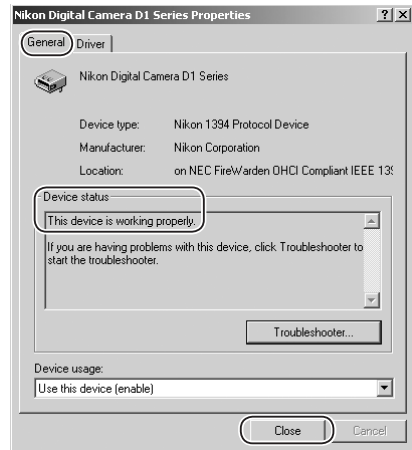 Nikon Digital Camera D1 Series Properties
General Driver
Nikon Digital Camera D1 Series
Device type: Nikon 1394 Protocol Device
Manufacturer: Nikon Corporation
Location: on NEC FireWarden OHCI Compliant IEEE 139
Device status
This device is working properly.
If you are having problems with this device, click Troubleshooter to
start the troubleshooter.
Troubleshooter...
Device usage:
Use this device (enable)
Close Cancel